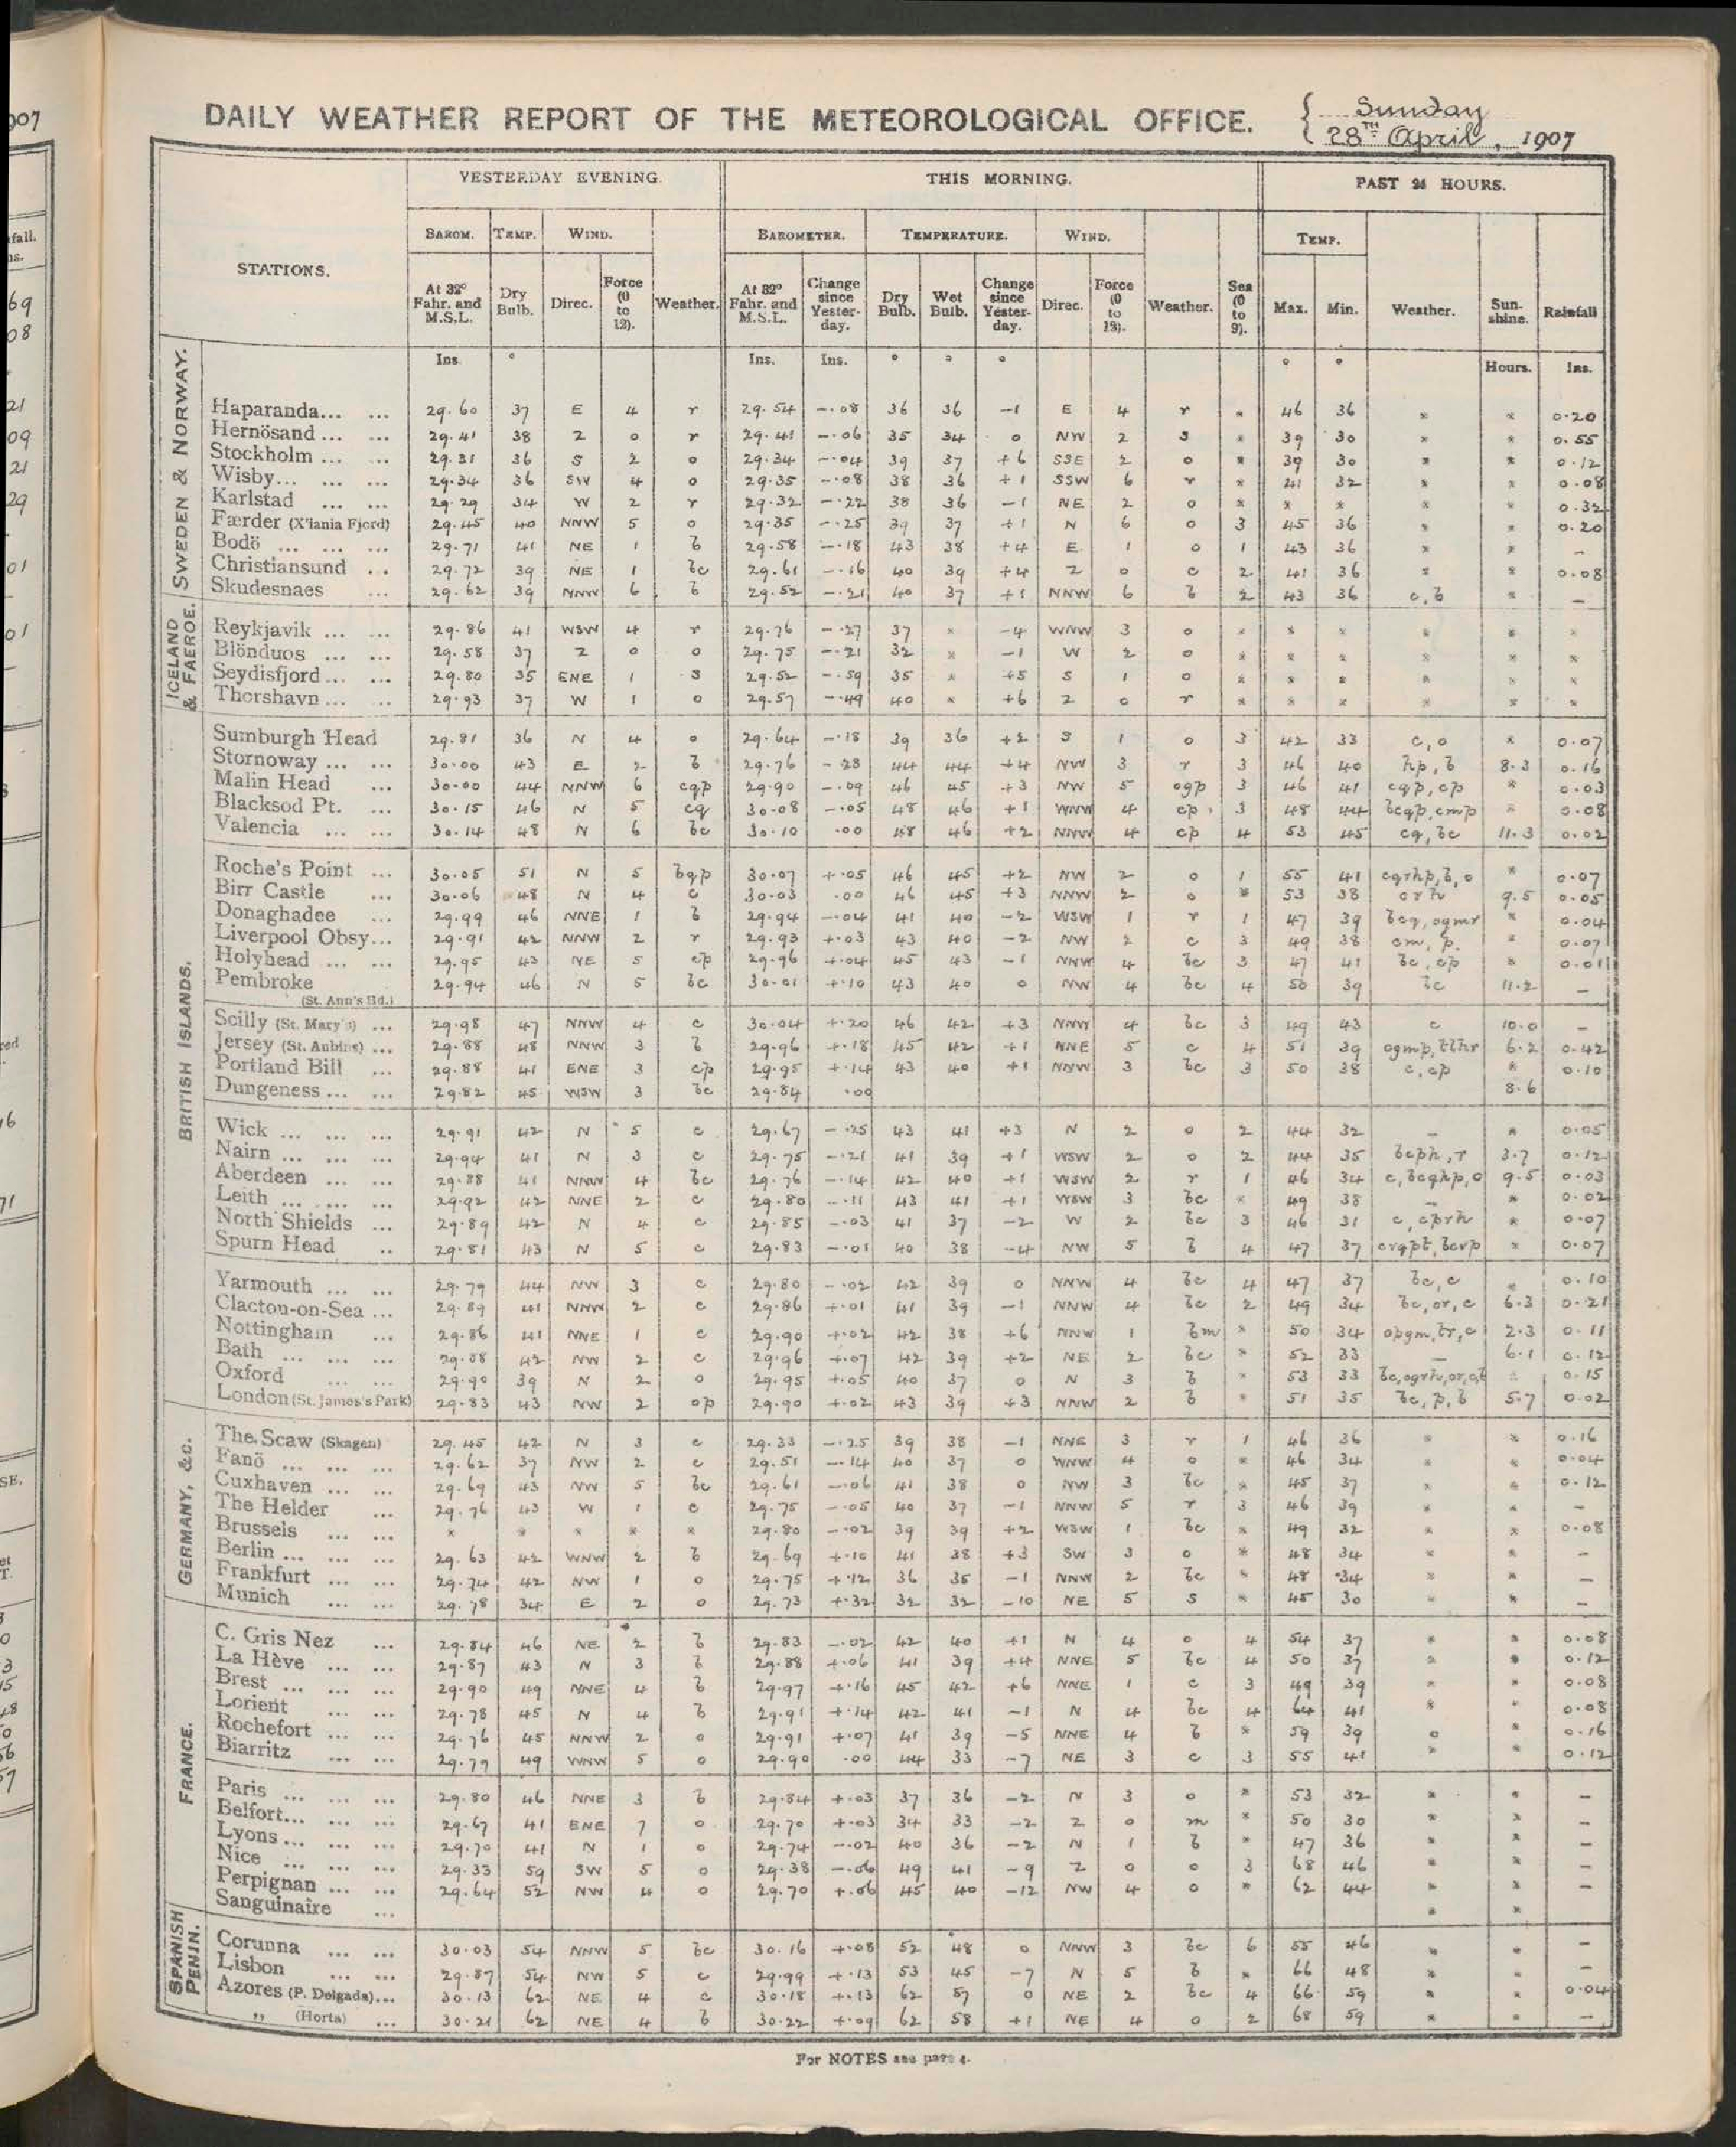 DAILY WEATHER REPORT OF THE METEOROLOGICAL OFFICE. Sunday 28TH April, 1907
STATIONS. YESTERDAY EVENING. THIS MORNING. PAST 24 HOURS.
BAROM. TEMP. WIND. BAROMETER. TEMPERATURE. WIND. TEMP.
At 32° Fahr. and M.S.L. Dry Bulb. Direc. Force (0 to 12). Weather. At 32° Fahr. and M.S.L. Change since Yester-day. Dry Bulb. Wet Bulb. Change since Yester-day. Direc. Force (0 to 12). Weather. Sea (0 to 9). Max. Min. Weather. Sun-shine. Rainfall
Ins. ° Ins. Ins. ° ° ° ° ° Hours. Ins.
SWEDEN & NORWAY.
Haparanda... ... 29.60 37 E 4 r 29.54 -.08 36 36 -1 E 4 r * 46 36 * * 0.20
Hernösand ... ... 29.41 38 Z 0 r 29.41 -.06 35 34 0 NW 2 s * 39 30 * * 0.55
Stockholm ... ... 29.31 36 S 2 o 29.34 -.04 39 37 +6 SSE 2 o * 39 30 * * 0.12
Wisby... ... ... 29.34 36 SW 4 o 29.35 -.08 38 36 +1 SSW 6 r * 41 32 * * 0.08
Karlstad ... ... 29.29 34 W 2 r 29.32 -.22 38 36 -1 NE 2 o * * * * * 0.32
Færder (X'iania Fjord) 29.45 40 NNW 5 o 29.35 -.25 39 37 +1 N 6 o 3 45 36 * * 0.20
Bodö ... ... ... 29.71 41 NE 1 b 29.58 -.18 43 38 +4 E 1 o 1 43 36 * * -
Christiansund ... 29.72 39 NE 1 bc 29.61 -.16 40 39 +4 Z 0 c 2 41 36 * * 0.08
Skudesnaes ... 29.62 39 NNW 6 b 29.52 -.21 40 37 +1 NNW 6 b 2 43 36 c,b * -
ICELAND & FAEROE.
Reykjavik ... ... 29.86 41 WSW 4 r 29.76 -.27 37 * -4 WNW 3 o * * * * * *
Blönduos ... ... 29.58 37 Z 0 o 29.75 -.21 32 * -1 W 2 o * * * * * *
Seydisfjord ... ... 29.80 35 ENE 1 s 29.52 -.59 35 * +5 S 1 o * * * * * *
Thorshavn ... ... 29.93 37 W 1 o 29.57 -.49 40 * +6 Z 0 r * * * * * *
BRITISH ISLANDS.
Sumburgh Head 29.81 36 N 4 o 29.64 -.18 39 36 +2 S 1 o 3 42 33 c,o * 0.07
Stornoway ... ... 30.00 43 E 2 b 29.76 -.28 44 44 +4 NW 3 r 3 46 40 hp,b 8.3 0.16
Malin Head ... 30.00 44 NNW 6 cqp 29.90 -.09 46 45 +3 NW 5 ogp 3 46 41 cqp,cp * 0.03
Blacksod Pt. ... 30.15 46 N 5 cq 30.08 -.05 48 46 +1 WNW 4 cp 3 48 44 bcqp,cmp * 0.08
Valencia ... ... 30.14 48 N 6 bc 30.10 .00 48 46 +2 NNW 4 cp 4 53 45 cq,bc 11.3 0.02
Roche's Point ... 30.05 51 N 5 bqp 30.07 +.05 46 45 +2 NW 2 o 1 55 41 cqrhp,b,o * 0.07
Birr Castle ... 30.06 48 N 4 c 30.03 .00 46 45 +3 NNW 2 o * 53 38 crh 9.5 0.05
Donaghadee ... 29.99 46 NNE 1 b 29.94 -.04 41 40 -2 WSW 1 r 1 47 39 bcq,ogmr * 0.04
Liverpool Obsy... 29.91 42 NNW 2 r 29.93 +.03 43 40 -2 NW 2 c 3 49 38 cm, p. * 0.07
Holyhead ... ... 29.95 43 NE 5 cp 29.96 +.04 45 43 -1 NNW 4 bc 3 47 41 bc,cp * 0.01
Pembroke (St. Ann's Hd.) 29.94 46 N 5 bc 30.01 +.10 43 40 0 NW 4 bc 4 50 39 bc 11.2 -
Scilly (St. Mary's) ... 29.98 47 NNW 4 c 30.04 +.20 46 42 +3 NNW 4 bc 3 49 43 c 10.0 -
Jersey (St. Aubins) ... 29.88 48 NNW 3 b 29.96 +.18 45 42 +1 NNE 5 c 4 51 39 ogmp,tlhr 6.2 0.42
Portland Bill ... 29.88 41 ENE 3 cp 29.95 +.14 43 40 +1 NNW 3 bc 3 50 38 c,cp * 0.10
Dungeness ... ... 29.82 45 WSW 3 bc 29.84 .00 8.6
Wick ... ... ... 29.91 42 N 5 c 29.67 -.25 43 41 +3 N 2 o 2 44 32 - * 0.05
Nairn ... ... ... 29.94 41 N 3 c 29.75 -.21 41 39 +1 WSW 2 o 2 44 35 bcph,r 3.7 0.12
Aberdeen ... ... 29.88 41 NNW 4 bc 29.76 -.14 42 40 +1 WSW 2 r 1 46 34 c,bcqhp,o 9.5 0.03
Leith ... ... ... 29.92 42 NNE 2 c 29.80 -.11 43 41 +1 WSW 3 bc * 49 38 - * 0.02
North Shields ... 29.89 42 N 4 c 29.85 -.03 41 37 -2 W 2 bc 3 46 31 c,cprh * 0.07
Spurn Head .. 29.81 43 N 5 c 29.83 -.01 40 38 -4 NW 5 b 4 47 37 crqpt,bcrp * 0.07
Yarmouth ... ... 29.79 44 NW 3 c 29.80 -.02 42 39 0 NNW 4 bc 4 47 37 bc,c * 0.10
Clacton-on-Sea ... 29.89 41 NNW 2 c 29.86 +.01 41 39 -1 NNW 4 bc 2 49 34 bc,or,c 6.3 0.21
Nottingham ... 29.86 41 NNE 1 c 29.90 +.02 42 38 +6 NNW 1 bm * 50 34 opgm,tr,c 2.3 0.11
Bath ... ... ... 29.88 42 NW 2 c 29.96 +.07 42 39 +2 NE 2 bc * 52 33 - 6.1 0.12
Oxford ... ... 29.90 39 N 2 o 29.95 +.05 40 37 0 N 3 b * 53 33 bc,ogrh,or,c,b 0.15
London (St. James's Park) 29.83 43 NW 2 op 29.90 +.02 43 39 +3 NNW 2 b * 51 35 bc,p,b 5.7 0.02
GERMANY, &c.
The Scaw (Skagen) 29.45 42 N 3 c 29.33 -.25 39 38 -1 NNE 3 r 1 46 36 * * 0.16
Fanö ... ... ... 29.62 37 NW 2 c 29.51 -.14 40 37 0 WNW 4 o * 46 34 * * 0.04
Cuxhaven ... ... 29.69 43 NW 5 bc 29.61 -.06 41 38 0 NW 3 bc * 45 37 * * 0.12
The Helder ... 29.76 43 W 1 c 29.75 -.05 40 37 -1 NNW 5 r 3 46 39 * * -
Brussels ... ... * * * * * 29.80 -.02 39 39 +2 WSW 1 bc * 49 32 * * 0.08
Berlin ... ... ... 29.63 42 WNW 2 b 29.69 +.10 41 38 +3 SW 3 o * 48 34 * * -
Frankfurt ... ... 29.74 42 NW 1 o 29.75 +.12 36 35 -1 NNW 2 bc * 48 34 * * -
Munich ... ... 29.78 34 E 2 o 29.73 +.32 32 32 -10 NE 5 s * 45 30 * * -
FRANCE.
C. Gris Nez ... 29.84 46 NE 2 b 29.83 -.02 42 40 +1 N 4 o 4 54 37 * * 0.08
La Hève ... ... 29.87 43 N 3 b 29.88 +.06 41 39 +4 NNE 5 bc 4 50 37 * * 0.12
Brest ... ... ... 29.90 49 NNE 4 b 29.97 +.16 45 42 +6 NNE 1 c 3 49 39 * * 0.08
Lorient ... ... 29.78 45 N 4 b 29.91 +.14 42 41 -1 N 4 bc 4 64 41 * * 0.08
Rochefort ... ... 29.76 45 NNW 2 o 29.91 +.07 41 39 -5 NNE 4 b * 59 39 o * 0.16
Biarritz ... ... 29.79 49 WNW 5 o 29.90 .00 44 33 -7 NE 3 c 3 55 41 * * 0.12
Paris ... ... ... 29.80 46 NNE 3 b 29.84 +.03 37 36 -2 N 3 o * 53 32 * * -
Belfort... ... ... 29.67 41 ENE 7 o 29.70 +.03 34 33 -2 Z 0 m * 50 30 * * -
Lyons ... ... ... 29.70 41 N 1 o 29.74 -.02 40 36 -2 N 1 b * 47 36 * * -
Nice ... ... ... 29.33 59 SW 5 o 29.38 -.06 49 41 -9 Z 0 o 3 68 46 * * -
Perpignan ... ... 29.64 52 NW 4 o 29.70 +.06 45 40 -12 NW 4 o * 62 44 * * -
Sanguinaire ... * *
SPANISH PENIN.
Corunna ... ... 30.03 54 NNW 5 bc 30.16 +.08 52 48 0 NNW 3 bc 6 55 46 * * -
Lisbon ... ... 29.87 54 NW 5 c 29.99 +.13 53 45 -7 N 5 b * 66 48 * * -
Azores (P. Delgada)... 30.13 62 NE 4 c 30.18 +.13 62 57 0 NE 2 bc 4 66 59 * * 0.04
" (Horta) ... 30.21 62 NE 4 b 30.22 +.09 62 58 +1 NE 4 o 2 68 59 * * -
For NOTES see page 4.